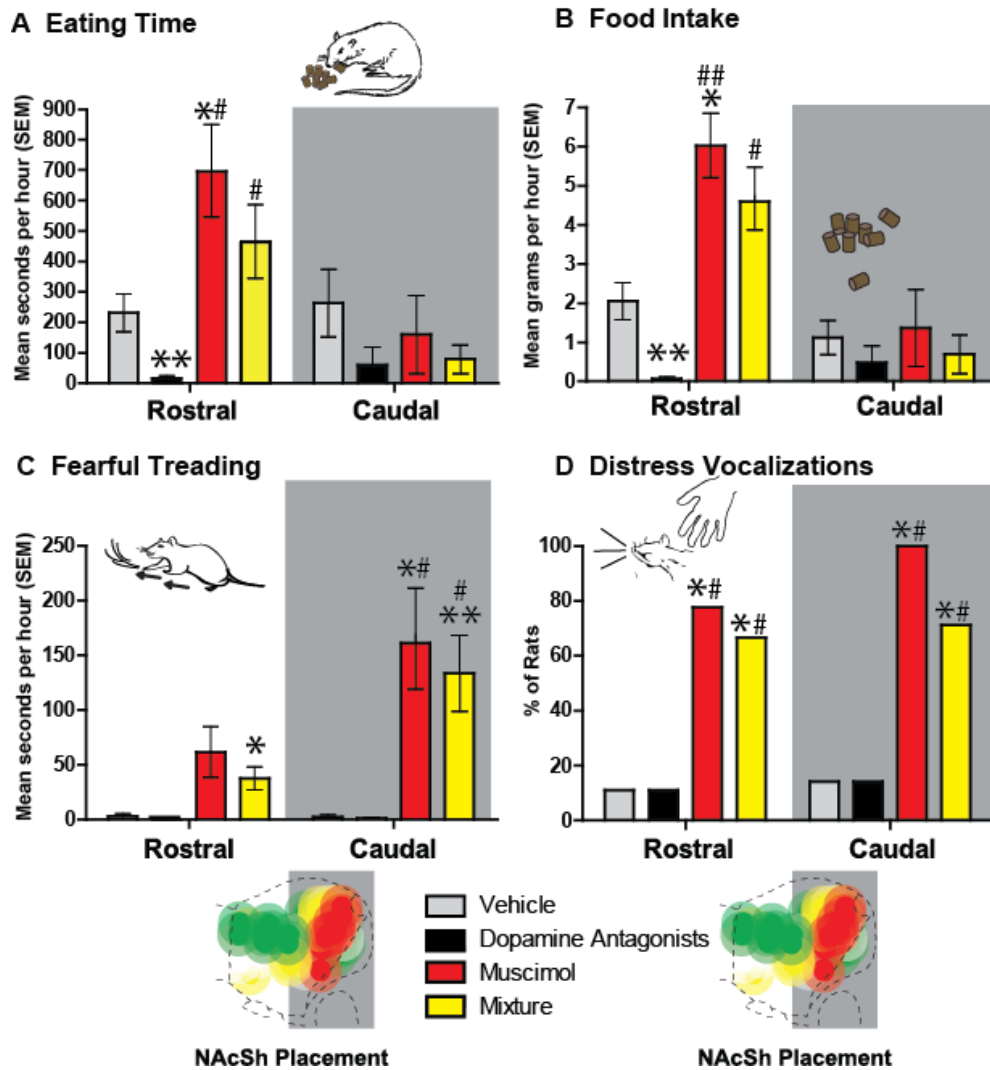 A Eating Time
Mean seconds per hour (SEM)
900
800
700
600
500
400
300
200
100
0
**
*#
#
Rostral
Caudal
B Food Intake
Mean grams per hour (SEM)
7
6
5
4
3
2
1
0
**
##
*
#
Rostral
Caudal
C Fearful Treading
Mean seconds per hour (SEM)
250
200
150
100
50
0
*
*#
#
**
Rostral
Caudal
D Distress Vocalizations
% of Rats
100
80
60
40
20
0
*#
*#
*#
*#
Rostral
Caudal
Vehicle
Dopamine Antagonists
Muscimol
Mixture
NAcSh Placement
NAcSh Placement